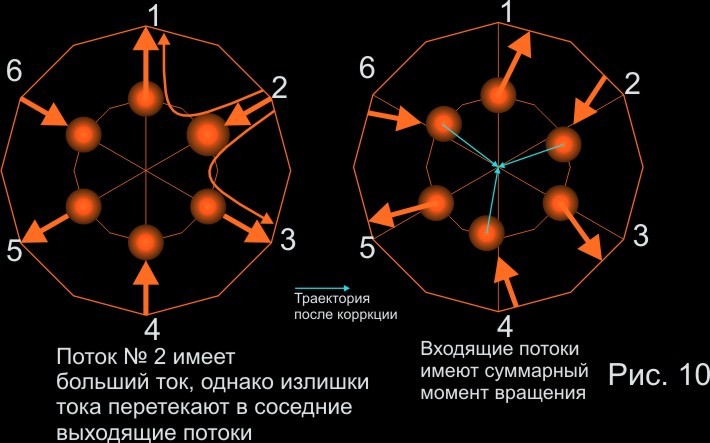 1
2
3
4
5
6
1
2
3
4
5
6
Траектория
после корркции
Поток № 2 имеет
больший ток, однако излишки
тока перетекают в соседние
выходящие потоки
Входящие потоки
имеют суммарный
момент вращения
Рис. 10